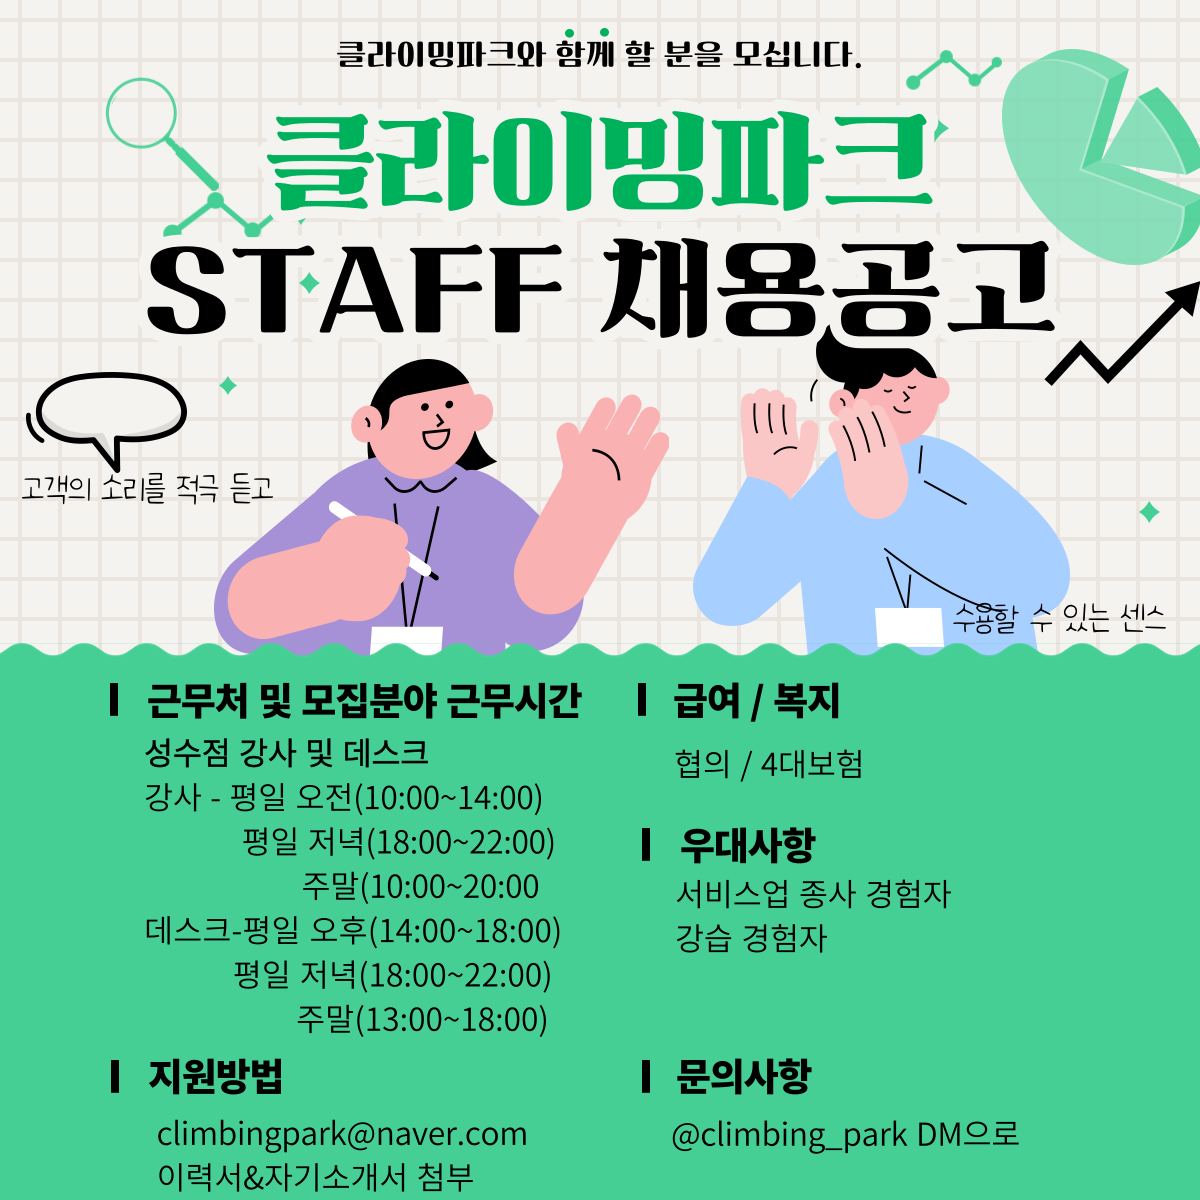 클라이밍파크와 함께 할 분을 모십니다.
클라이밍파크
STAFF 채용공고
고객의 소리를 적극 듣고
수용할 수 있는 센스
근무처 및 모집분야 근무시간
성수점 강사 및 데스크
강사 - 평일 오전(10:00~14:00)
평일 저녁(18:00~22:00)
주말(10:00~20:00
데스크-평일 오후(14:00~18:00)
평일 저녁(18:00~22:00)
주말(13:00~18:00)
급여 / 복지
협의 / 4대보험
우대사항
서비스업 종사 경험자
강습 경험자
지원방법
climbingpark@naver.com
이력서&자기소개서 첨부
문의사항
@climbing_park DM으로